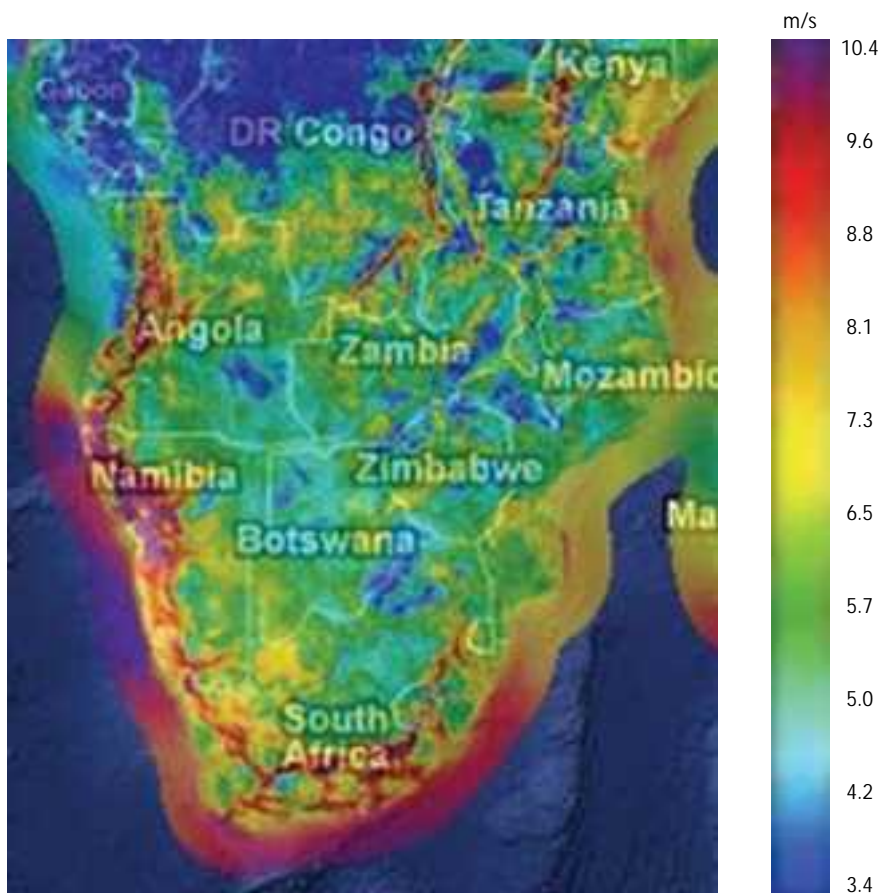 m/s
10.4
Kenya
Gabon
DR Congo
9.6
Tanzania
8.8
Angola
8.1
Zambia
Mozambic
7.3
Namibia
Zimbabwe
6.5
Ma
Botswana
5.7
5.0
South
Africa
4.2
3.4